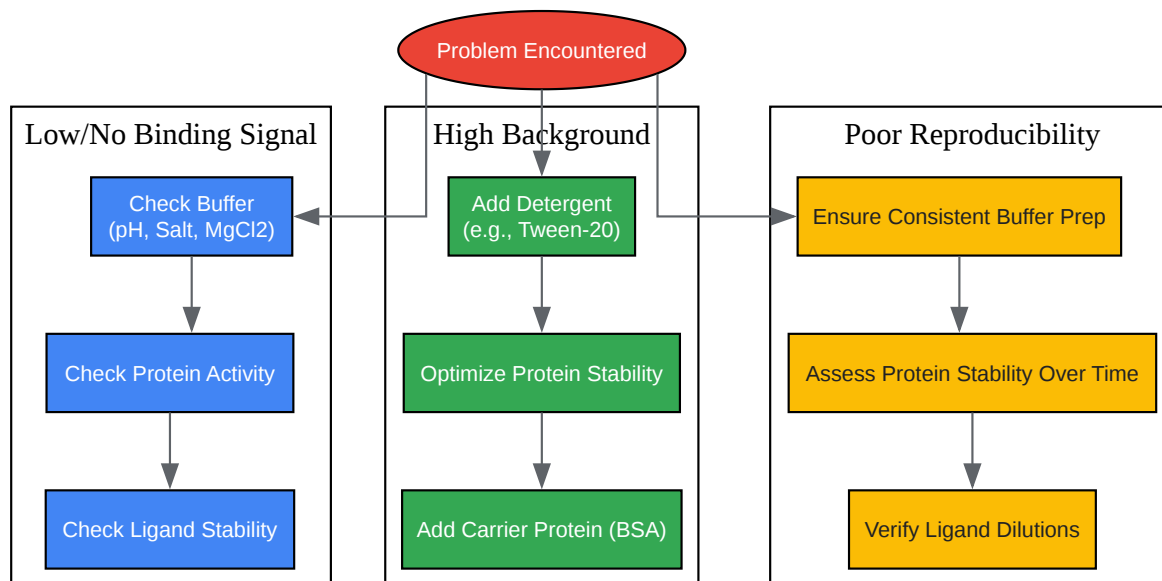 Problem Encountered
Low/No Binding Signal
Check Buffer
(pH, Salt, MgCl2)
Check Protein Activity
Check Ligand Stability
High Background
Add Detergent
(e.g., Tween-20)
Optimize Protein Stability
Add Carrier Protein (BSA)
Poor Reproducibility
Ensure Consistent Buffer Prep
Assess Protein Stability Over Time
Verify Ligand Dilutions